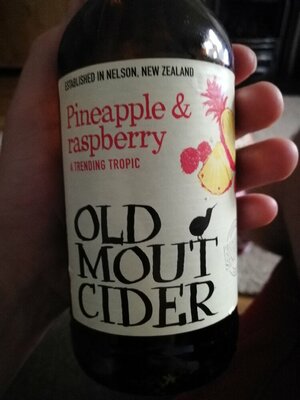 ESTABLISHED IN NELSON, NEW ZEALAND
Pineapple &
raspberry
A TRENDING TROPIC
OLD
MOUT
CIDER